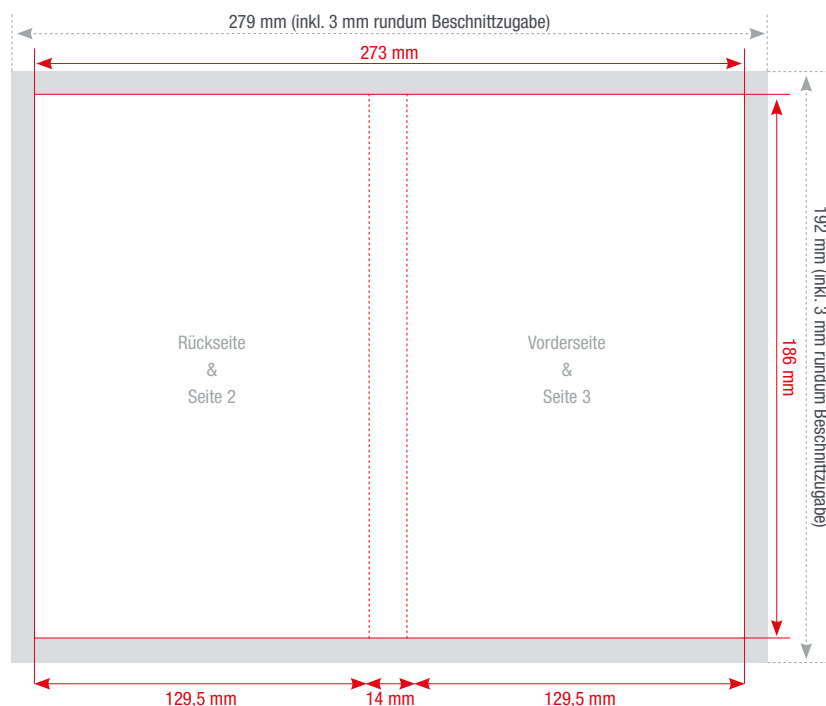 279 mm (inkl. 3 mm rundum Beschnittzugabe)
273 mm
Rückseite
&
Seite 2
Vorderseite
&
Seite 3
186 mm
192 mm (inkl. 3 mm rundum Beschnittzugabe)
129,5 mm
14 mm
129,5 mm